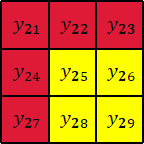 y₂₁ y₂₂ y₂₃
y₂₄ y₂₅ y₂₆
y₂₇ y₂₈ y₂₉